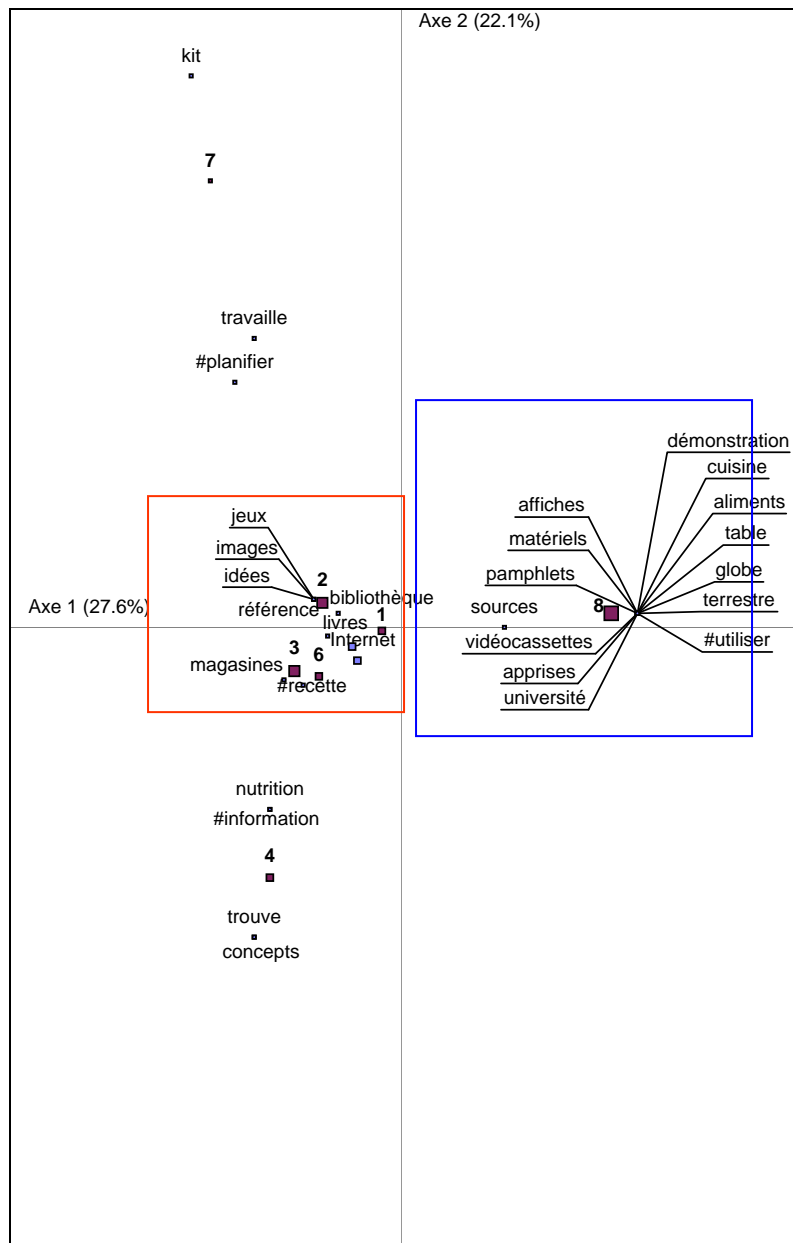 Axe 2 (22.1%)
kit
7
travaille
#planifier
démonstration
cuisine
aliments
table
globe
terrestre
#utiliser
affiches
matériels
pamphlets
sources
8
vidéocassettes
apprises
université
jeux
images
idées
2
référence
bibliothèque
Axe 1 (27.6%)
1
livres
Internet
3
6
magasines
#recette
nutrition
#information
4
trouve
concepts